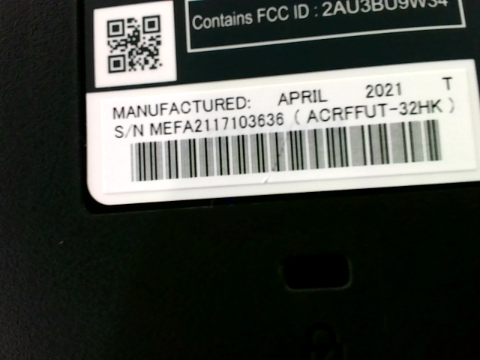 Contains FCC ID : 2AU3BU9W34
MANUFACTURED: APRIL 2021 T
S/N MEFA2117103636 ( ACRFFUT-32HK )